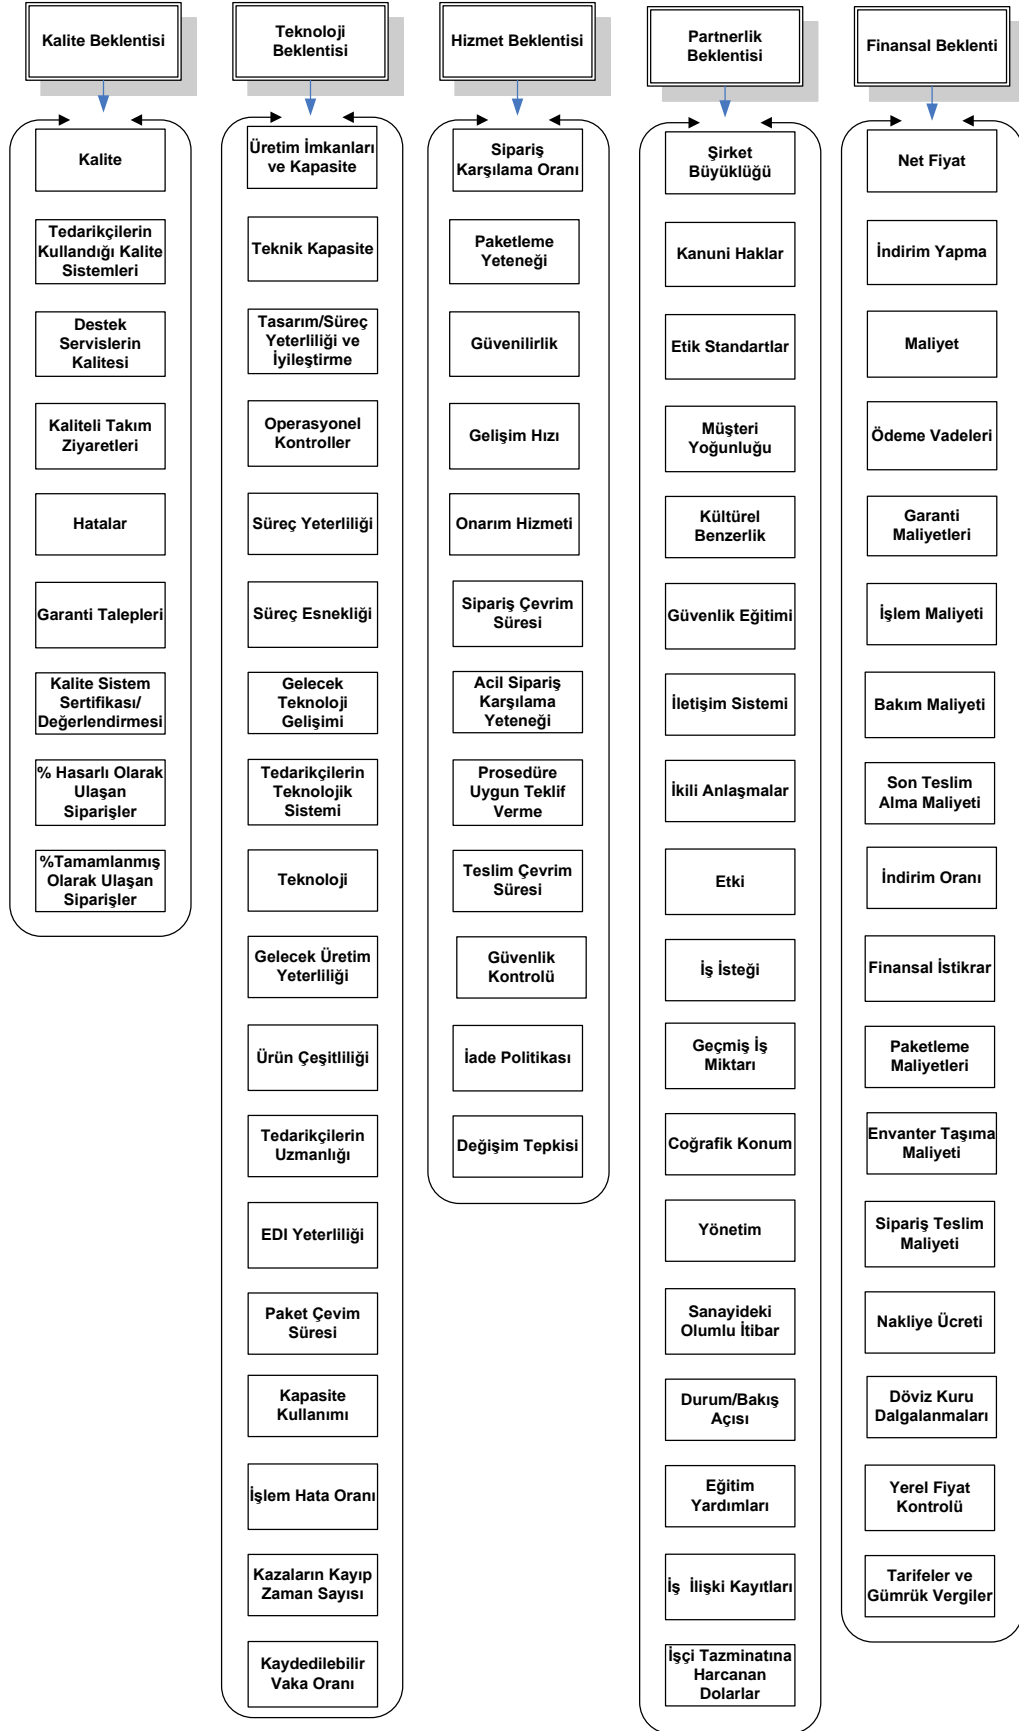 Kalite Beklentisi
Kalite
Tedarikçilerin
Kullandığı Kalite
Sistemleri
Destek
Servislerin
Kalitesi
Kaliteli Takım
Ziyaretleri
Hatalar
Garanti Talepleri
Kalite Sistem
Sertifikası/
Değerlendirmesi
% Hasarlı Olarak
Ulaşan
Siparişler
%Tamamlanmış
Olarak Ulaşan
Siparişler
Teknoloji
Beklentisi
Üretim İmkanları
ve Kapasite
Teknik Kapasite
Tasarım/Süreç
Yeterliliği ve
İyileştirme
Operasyonel
Kontroller
Süreç Yeterliliği
Süreç Esnekliği
Gelecek
Teknoloji
Gelişimi
Tedarikçilerin
Teknolojik
Sistemi
Teknoloji
Gelecek Üretim
Yeterliliği
Ürün Çeşitliliği
Tedarikçilerin
Uzmanlığı
EDI Yeterliliği
Paket Çevim
Süresi
Kapasite
Kullanımı
İşlem Hata Oranı
Kazaların Kayıp
Zaman Sayısı
Kaydedilebilir
Vaka Oranı
Hizmet Beklentisi
Sipariş
Karşılama Oranı
Paketleme
Yeteneği
Güvenilirlik
Gelişim Hızı
Onarım Hizmeti
Sipariş Çevrim
Süresi
Acil Sipariş
Karşılama
Yeteneği
Prosedüre
Uygun Teklif
Verme
Teslim Çevrim
Süresi
Güvenlik
Kontrolü
İade Politikası
Değişim Tepkisi
Partnerlik
Beklentisi
Şirket
Büyüklüğü
Kanuni Haklar
Etik Standartlar
Müşteri
Yoğunluğu
Kültürel
Benzerlik
Güvenlik Eğitimi
İletişim Sistemi
İkili Anlaşmalar
Etki
İş İsteği
Geçmiş İş
Miktarı
Coğrafik Konum
Yönetim
Sanayideki
Olumlu İtibar
Durum/Bakış
Açısı
Eğitim
Yardımları
İş  İlişki Kayıtları
İşçi Tazminatına
Harcanan
Dolarlar
Finansal Beklenti
Net Fiyat
İndirim Yapma
Maliyet
Ödeme Vadeleri
Garanti
Maliyetleri
İşlem Maliyeti
Bakım Maliyeti
Son Teslim
Alma Maliyeti
İndirim Oranı
Finansal İstikrar
Paketleme
Maliyetleri
Envanter Taşıma
Maliyeti
Sipariş Teslim
Maliyeti
Nakliye Ücreti
Döviz Kuru
Dalgalanmaları
Yerel Fiyat
Kontrolü
Tarifeler ve
Gümrük Vergiler